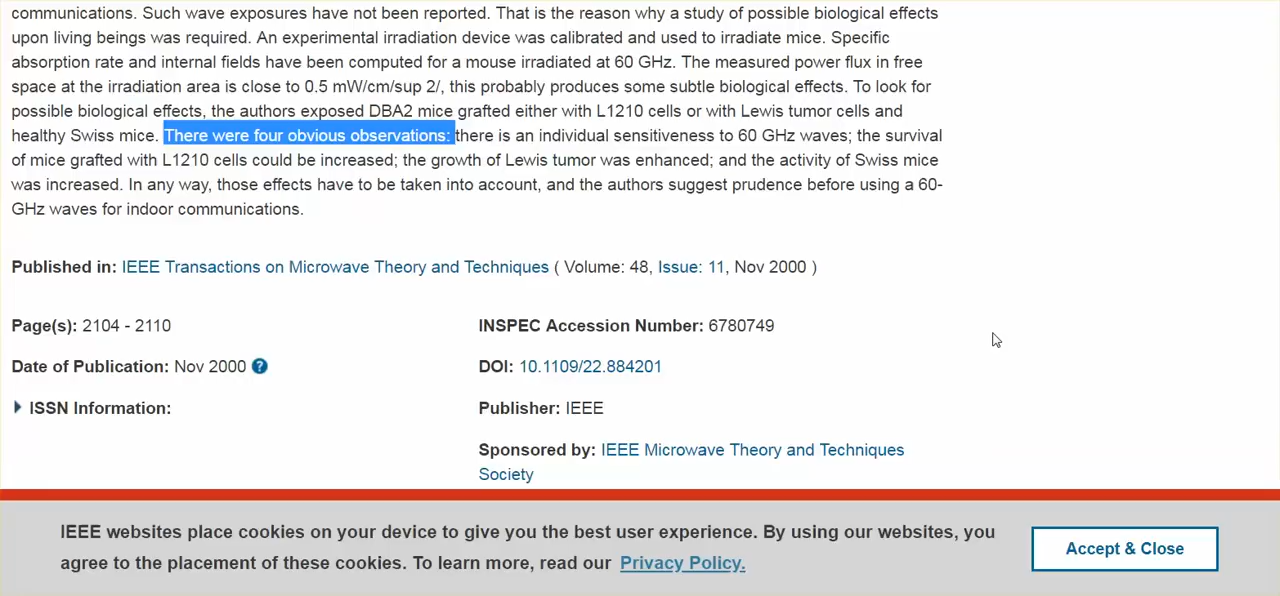 communications. Such wave exposures have not been reported. That is the reason why a study of possible biological effects
upon living beings was required. An experimental irradiation device was calibrated and used to irradiate mice. Specific
absorption rate and internal fields have been computed for a mouse irradiated at 60 GHz. The measured power flux in free
space at the irradiation area is close to 0.5 mW/cm/sup 2/, this probably produces some subtle biological effects. To look for
possible biological effects, the authors exposed DBA2 mice grafted either with L1210 cells or with Lewis tumor cells and
healthy Swiss mice. There were four obvious observations: there is an individual sensitiveness to 60 GHz waves; the survival
of mice grafted with L1210 cells could be increased; the growth of Lewis tumor was enhanced; and the activity of Swiss mice
was increased. In any way, those effects have to be taken into account, and the authors suggest prudence before using a 60-
GHz waves for indoor communications.
Published in: IEEE Transactions on Microwave Theory and Techniques ( Volume: 48, Issue: 11, Nov 2000 )
Page(s): 2104 - 2110
INSPEC Accession Number: 6780749
Date of Publication: Nov 2000 ?
DOI: 10.1109/22.884201
ISSN Information:
Publisher: IEEE
Sponsored by: IEEE Microwave Theory and Techniques
Society
IEEE websites place cookies on your device to give you the best user experience. By using our websites, you
agree to the placement of these cookies. To learn more, read our Privacy Policy.
Accept & Close